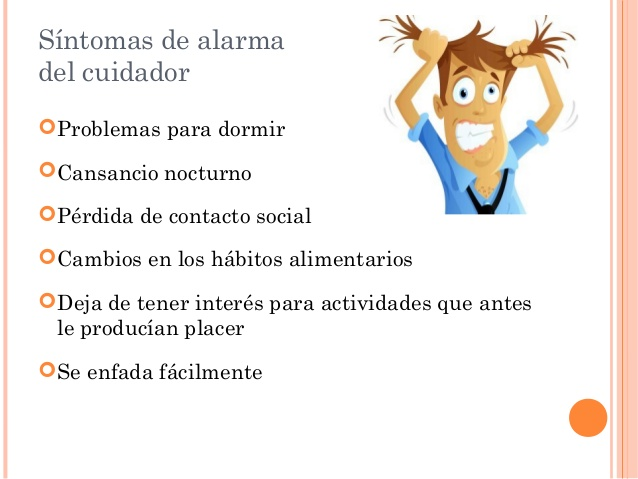 Síntomas de alarma
del cuidador
Problemas para dormir
Cansancio nocturno
Pérdida de contacto social
Cambios en los hábitos alimentarios
Deja de tener interés para actividades que antes
le producían placer
Se enfada fácilmente